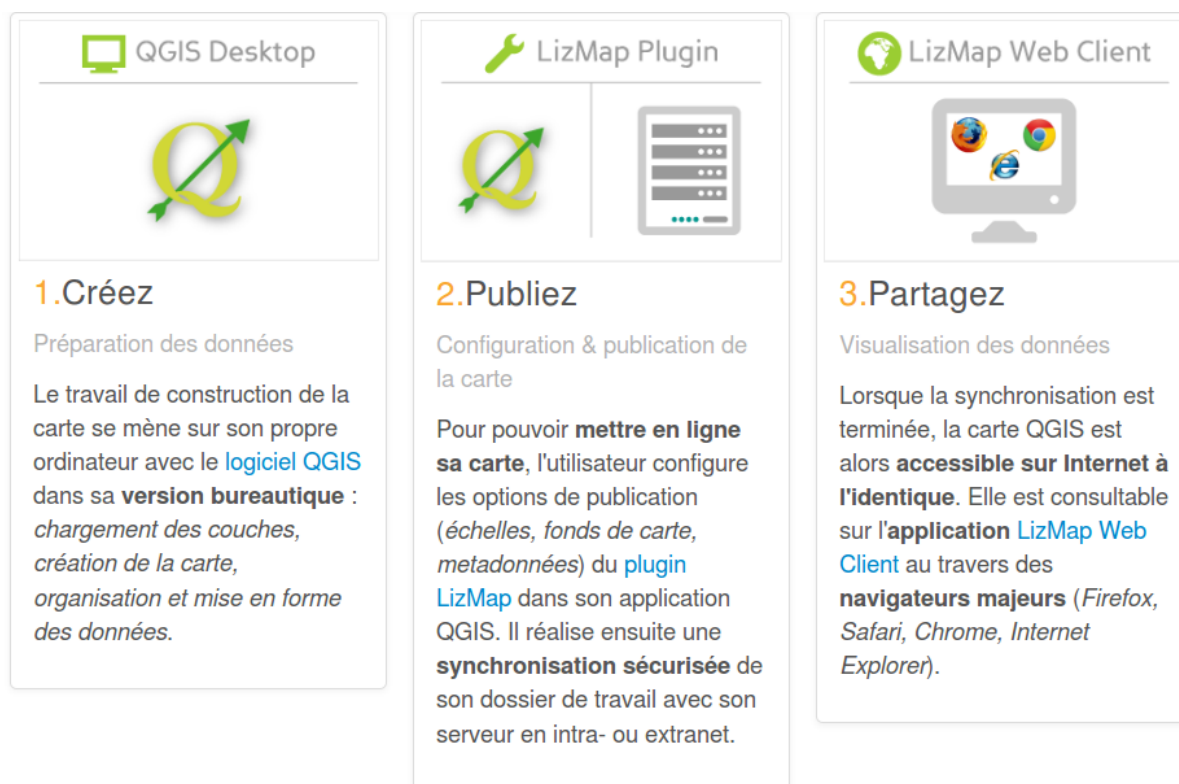 QGIS Desktop
1.Créez
Préparation des données
Le travail de construction de la
carte se mène sur son propre
ordinateur avec le logiciel QGIS
dans sa version bureautique :
chargement des couches,
création de la carte,
organisation et mise en forme
des données.
LizMap Plugin
2.Publiez
Configuration & publication de
la carte
Pour pouvoir mettre en ligne
sa carte, l'utilisateur configure
les options de publication
(échelles, fonds de carte,
metadonnées) du plugin
LizMap dans son application
QGIS. Il réalise ensuite une
synchronisation sécurisée de
son dossier de travail avec son
serveur en intra- ou extranet.
LizMap Web Client
3.Partagez
Visualisation des données
Lorsque la synchronisation est
terminée, la carte QGIS est
alors accessible sur Internet à
l'identique. Elle est consultable
sur l'application LizMap Web
Client au travers des
navigateurs majeurs (Firefox,
Safari, Chrome, Internet
Explorer).